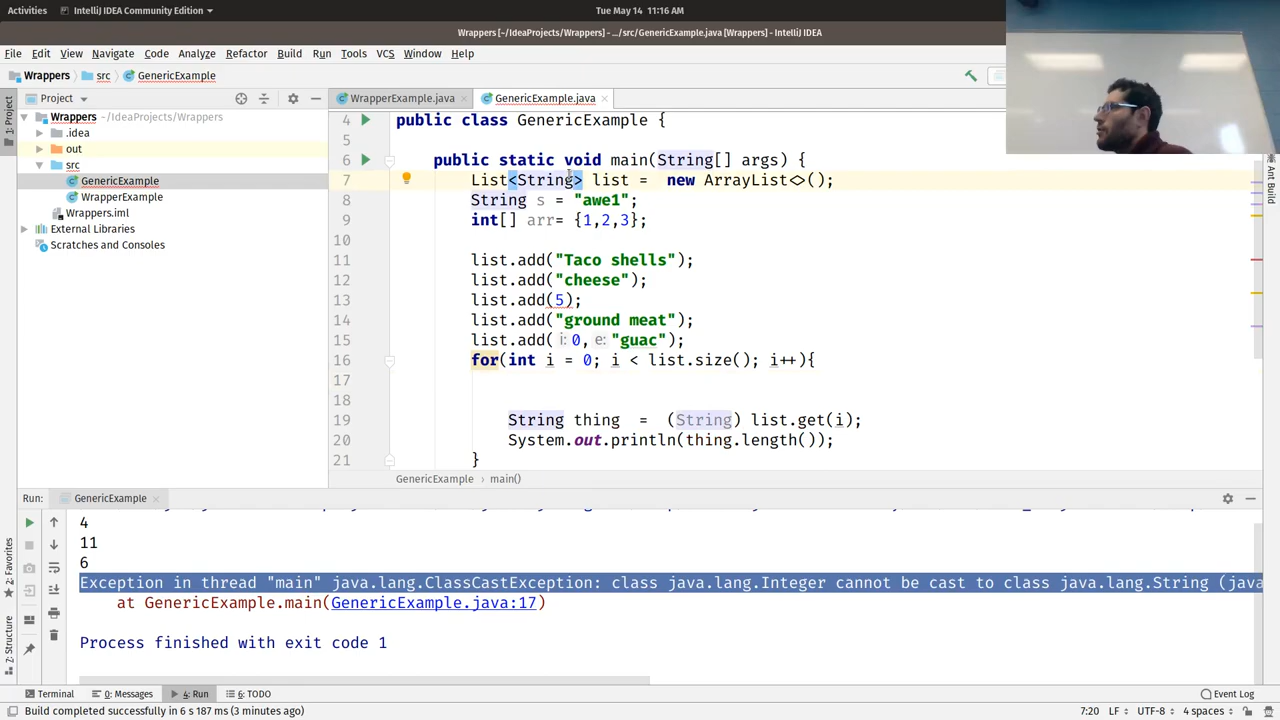 Activities
IntelliJ IDEA Community Edition
Tue May 14 11:16 AM
Wrappers [~/IdeaProjects/Wrappers] - .../src/GenericExample.java [Wrappers] - IntelliJ IDEA
File Edit View Navigate Code Analyze Refactor Build Run Tools VCS Window Help
Wrappers src GenericExample.java
1: Project
Project
WrapperExample.java
GenericExample.java
Wrappers ~/IdeaProjects/Wrappers
.idea
out
src
GenericExample
WrapperExample
Wrappers.iml
External Libraries
Scratches and Consoles
4 public class GenericExample {
5
6 public static void main(String[] args) {
7 List<String> list = new ArrayList<>();
8 String s = "awe1";
9 int[] arr= {1,2,3};
10
11 list.add("Taco shells");
12 list.add("cheese");
13 list.add(5);
14 list.add("ground meat");
15 list.add( i: 0, e: "guac");
16 for(int i = 0; i < list.size(); i++){
17
18
19 String thing = (String) list.get(i);
20 System.out.println(thing.length());
21 }
GenericExample main()
Ant Build
Run: GenericExample
4
11
6
Exception in thread "main" java.lang.ClassCastException: class java.lang.Integer cannot be cast to class java.lang.String (java
at GenericExample.main(GenericExample.java:17)
Process finished with exit code 1
2: Favorites
7: Structure
Terminal 0: Messages 4: Run 6: TODO
Event Log
Build completed successfully in 6 s 187 ms (3 minutes ago)
7:20 LF UTF-8 4 spaces